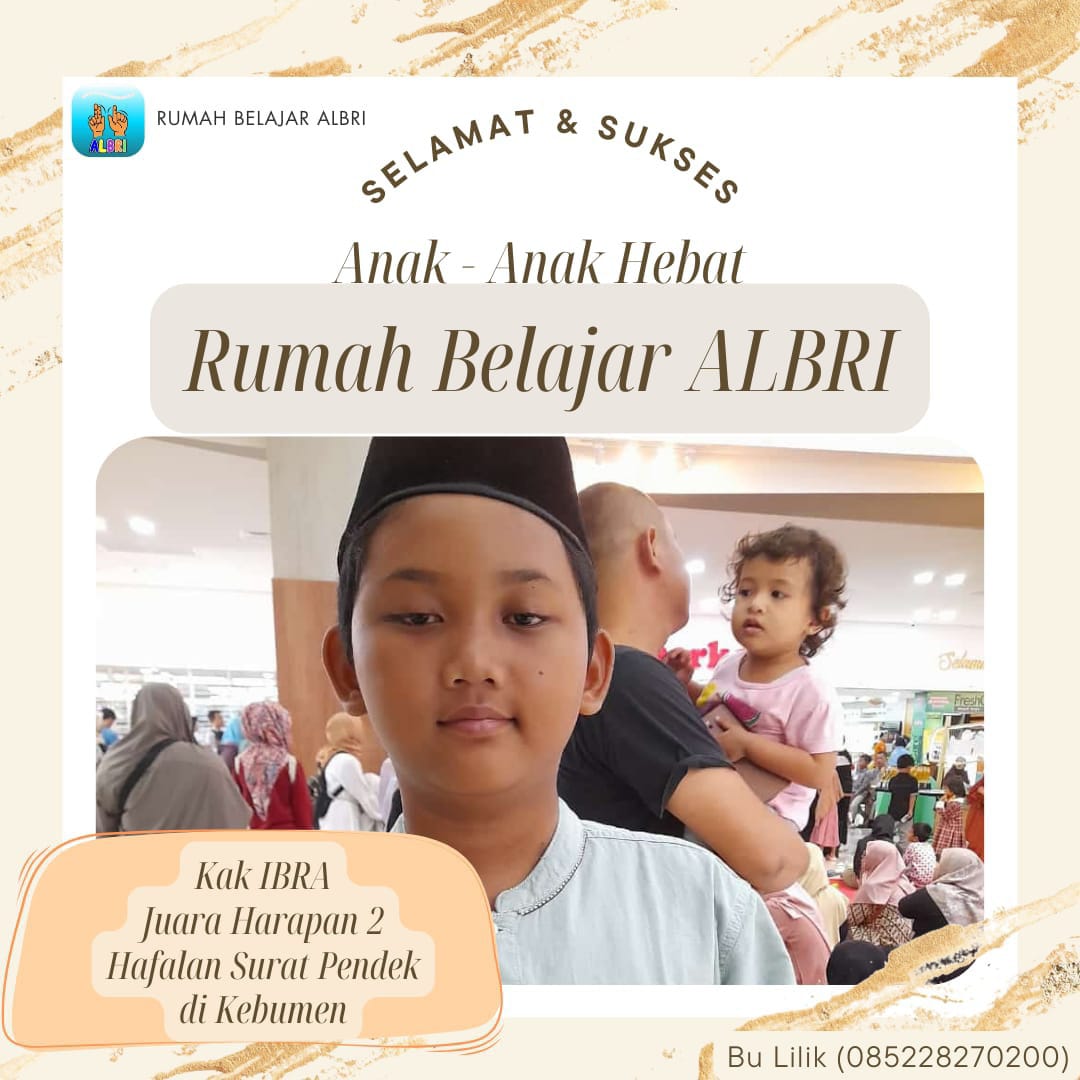 ALBRI
RUMAH BELAJAR ALBRI
SELAMAT & SUKSES
Anak - Anak Hebat
Rumah Belajar ALBRI
Kak IBRA
Juara Harapan 2
Hafalan Surat Pendek
di Kebumen
Bu Lilik (085228270200)